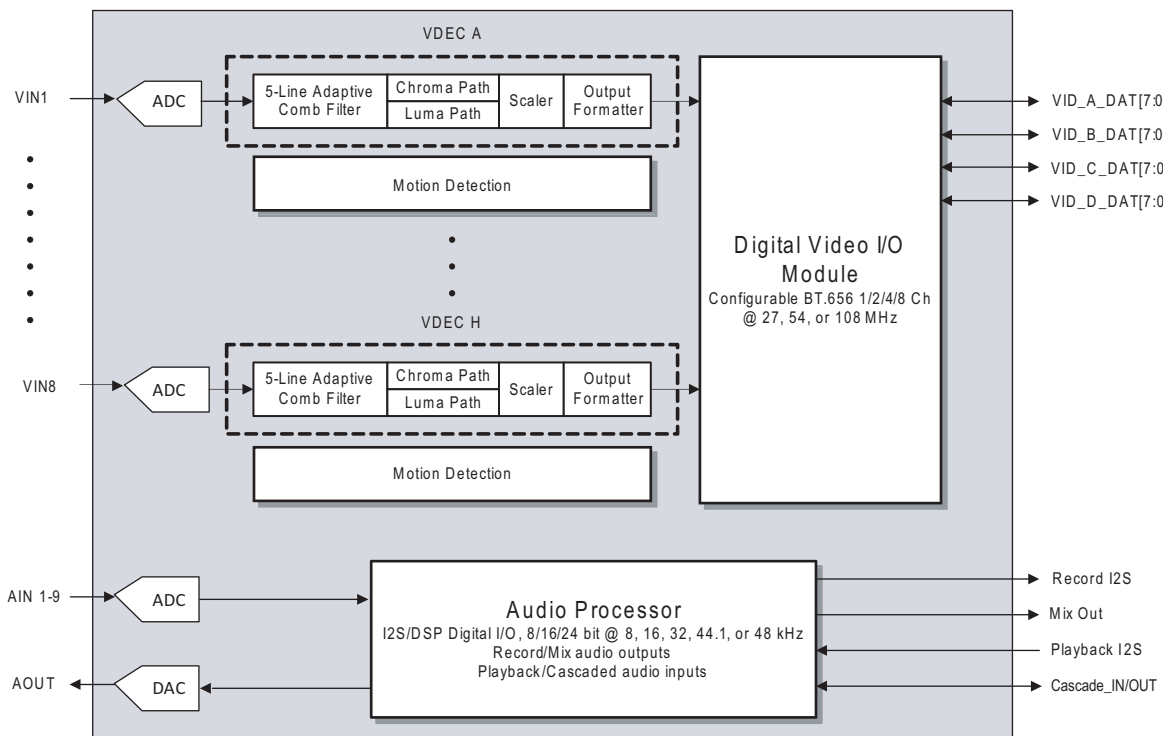 VDEC A
VIN1
ADC
5-Line Adaptive
Comb Filter
Chroma Path
Luma Path
Scaler
Output
Formatter
Motion Detection
VID_A_DAT[7:0
VID_B_DAT[7:0
VID_C_DAT[7:0
VID_D_DAT[7:0
Digital Video I/O
Module
Configurable BT.656 1/2/4/8 Ch
@ 27, 54, or 108 MHz
VDEC H
VIN8
ADC
5-Line Adaptive
Comb Filter
Chroma Path
Luma Path
Scaler
Output
Formatter
Motion Detection
AIN 1-9
ADC
AOUT
DAC
Audio Processor
I2S/DSP Digital I/O, 8/16/24 bit @ 8, 16, 32, 44.1, or 48 kHz
Record/Mix audio outputs
Playback/Cascaded audio inputs
Record I2S
Mix Out
Playback I2S
Cascade_IN/OUT